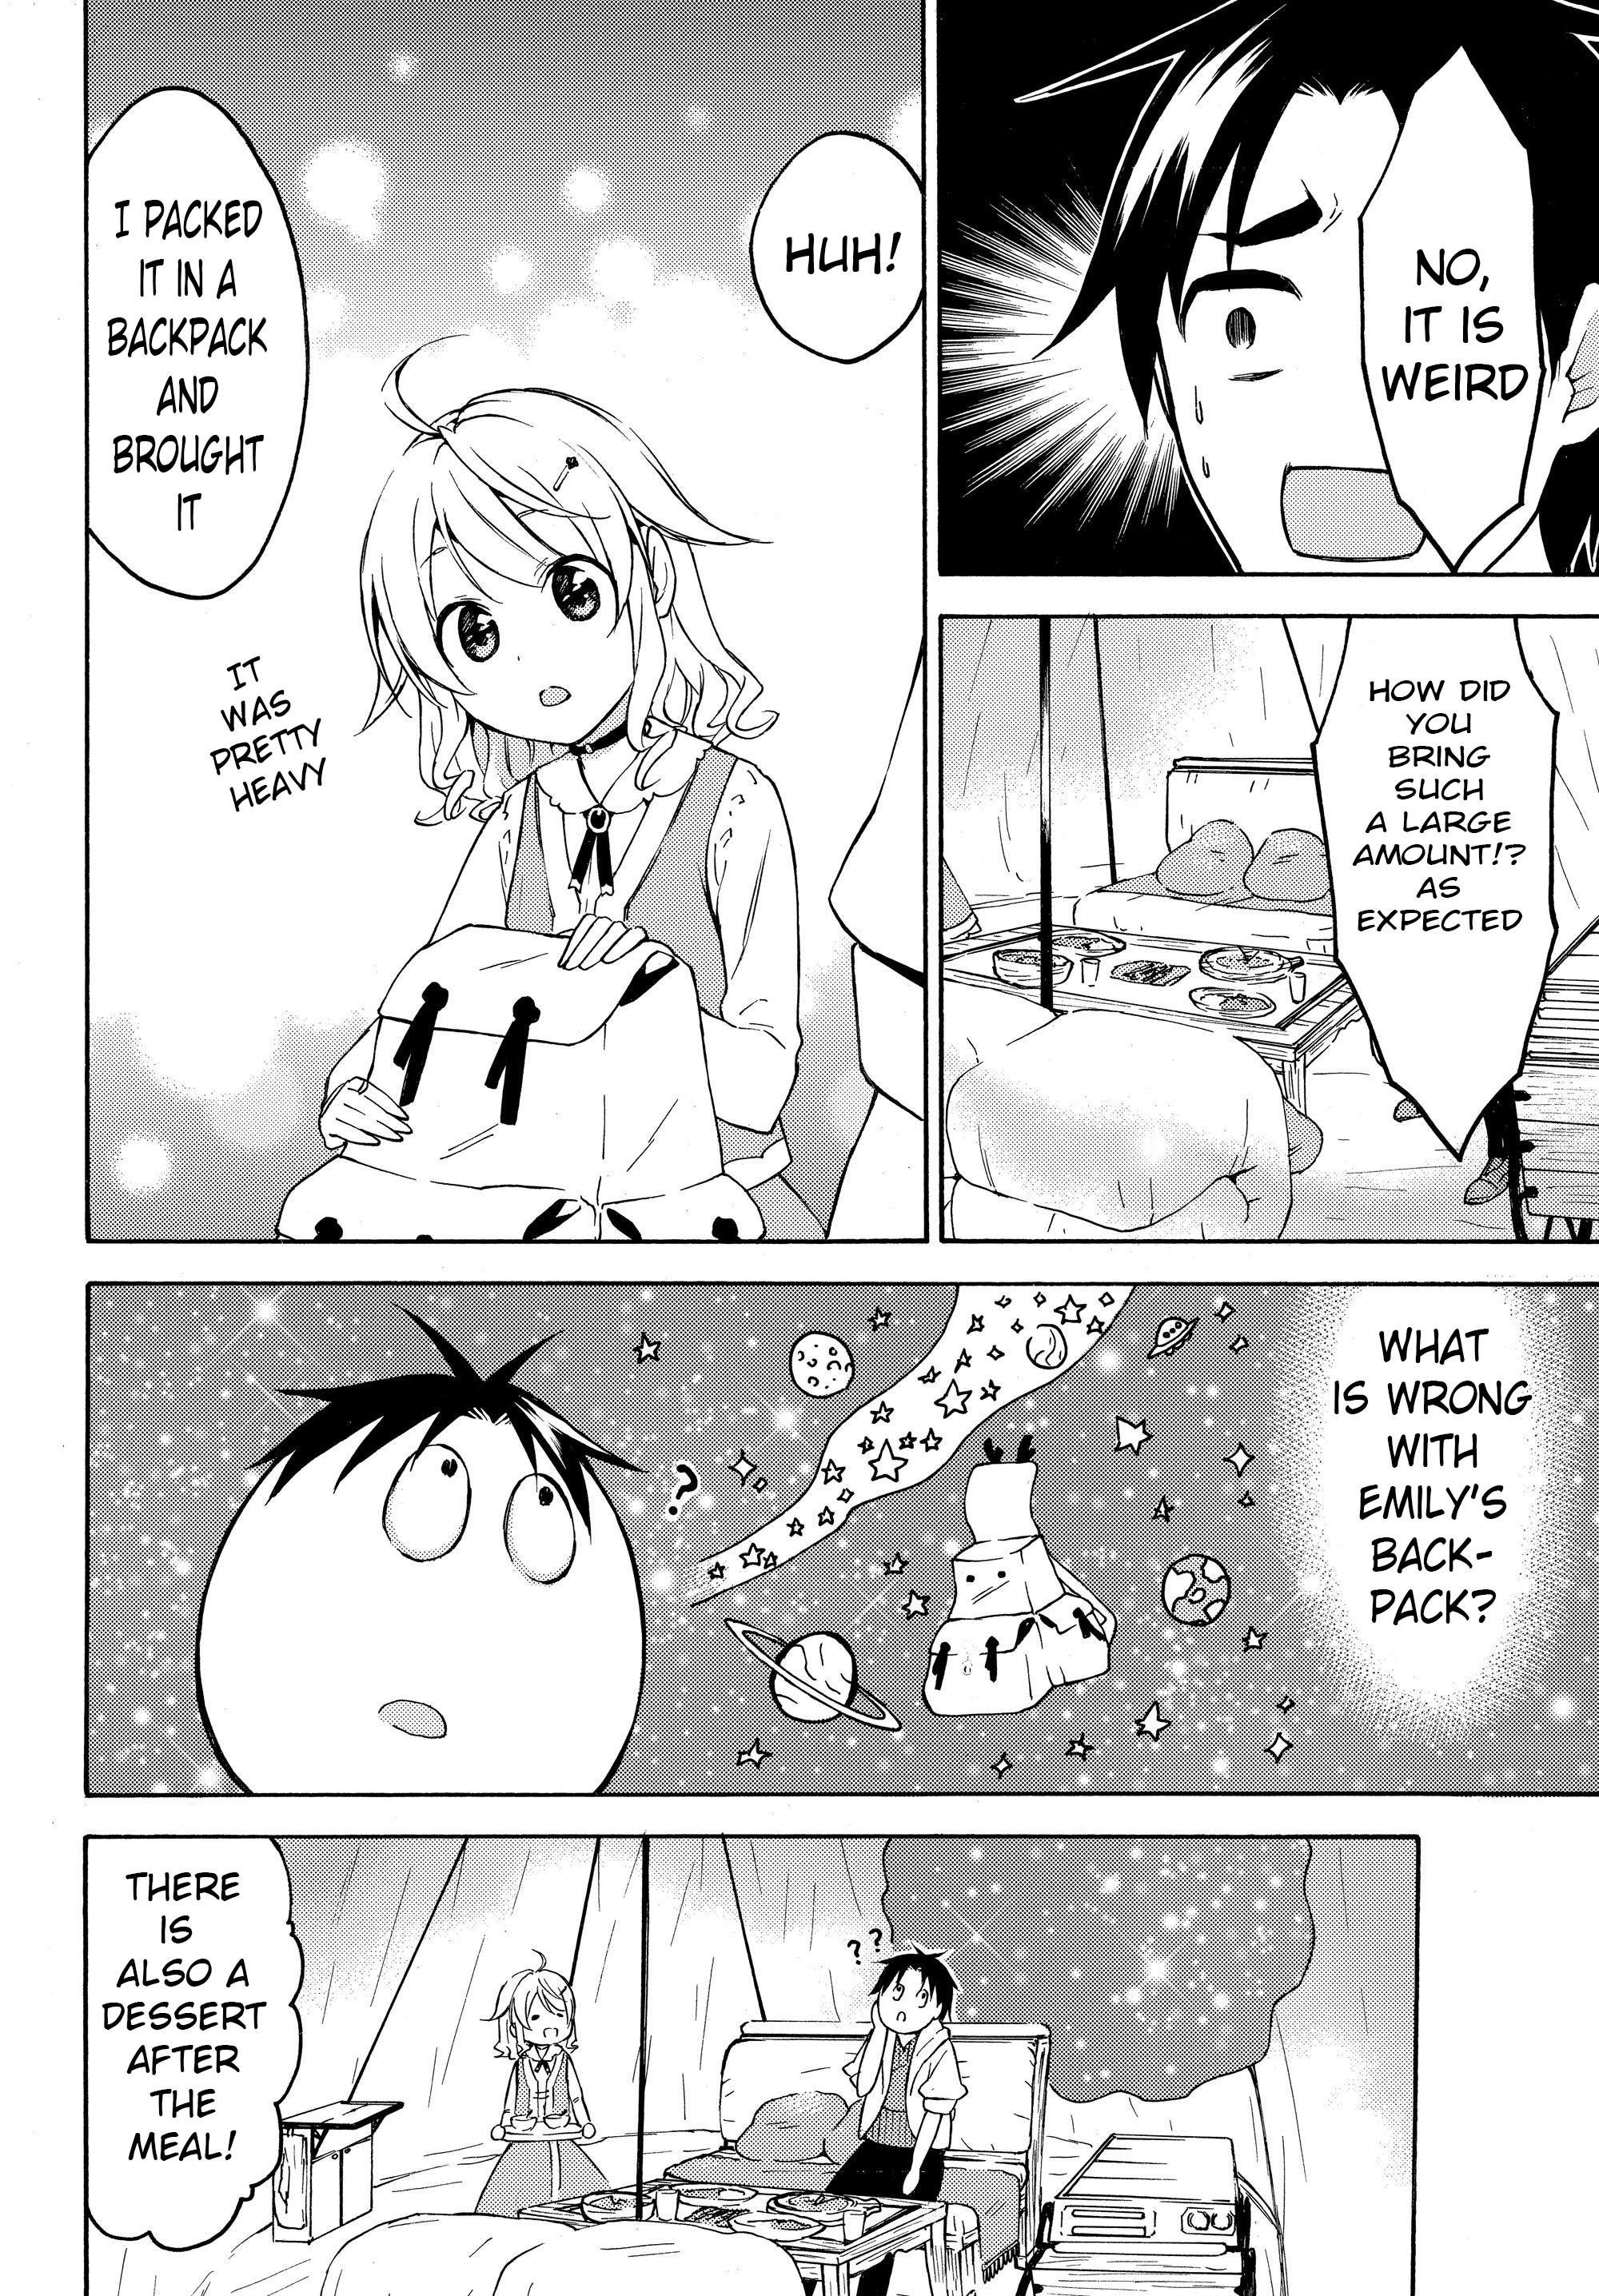 NO,
IT IS
WEIRD
HOW DID
YOU
BRING
SUCH
A LARGE
AMOUNT!?
AS
EXPECTED
HUH!
I PACKED
IT IN A
BACKPACK
AND
BROUGHT
IT
IT
WAS
PRETTY
HEAVY
WHAT
IS WRONG
WITH
EMILY'S
BACK-
PACK?
?
??
THERE
IS
ALSO A
DESSERT
AFTER
THE
MEAL!